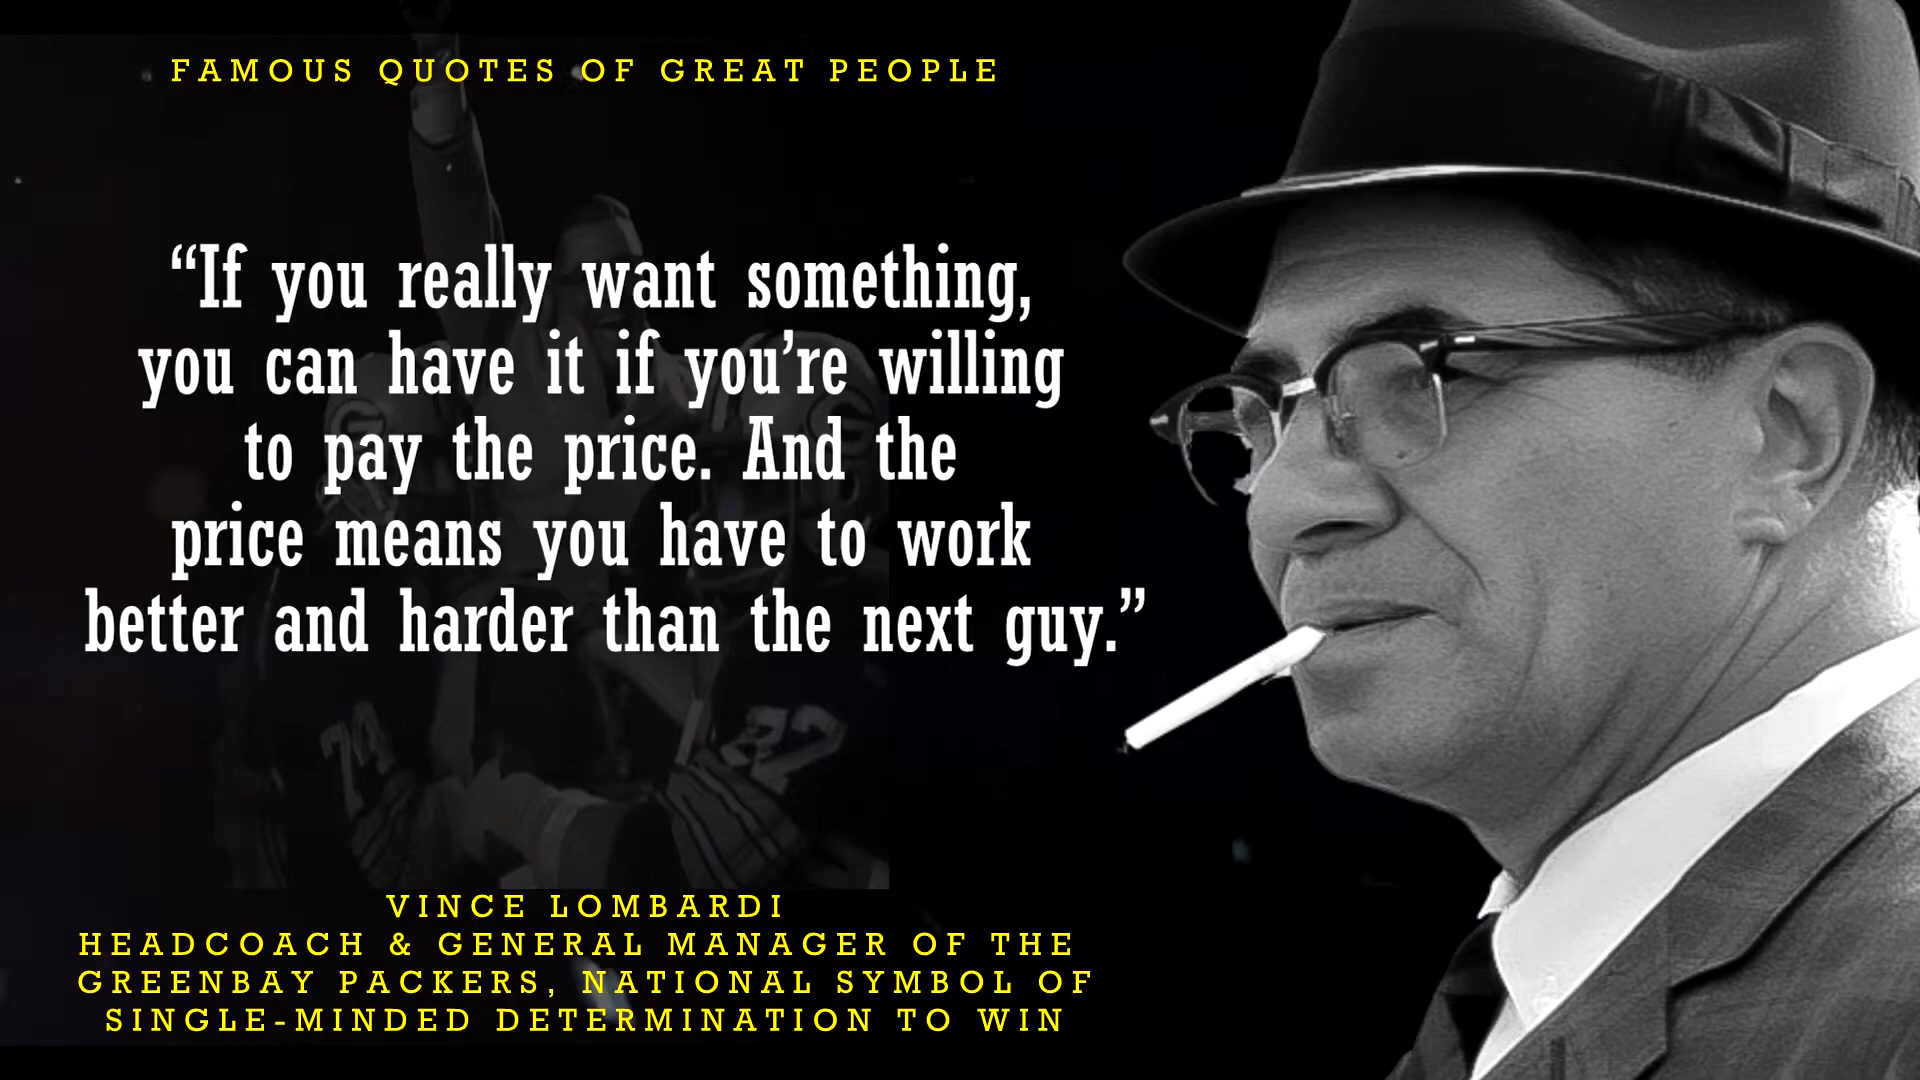 FAMOUS QUOTES OF GREAT PEOPLE
“If you really want something,
you can have it if you’re willing
to pay the price. And the
price means you have to work
better and harder than the next guy.”
VINCE LOMBARDI
HEADCOACH & GENERAL MANAGER OF THE
GREENBAY PACKERS, NATIONAL SYMBOL OF
SINGLE-MINDED DETERMINATION TO WIN